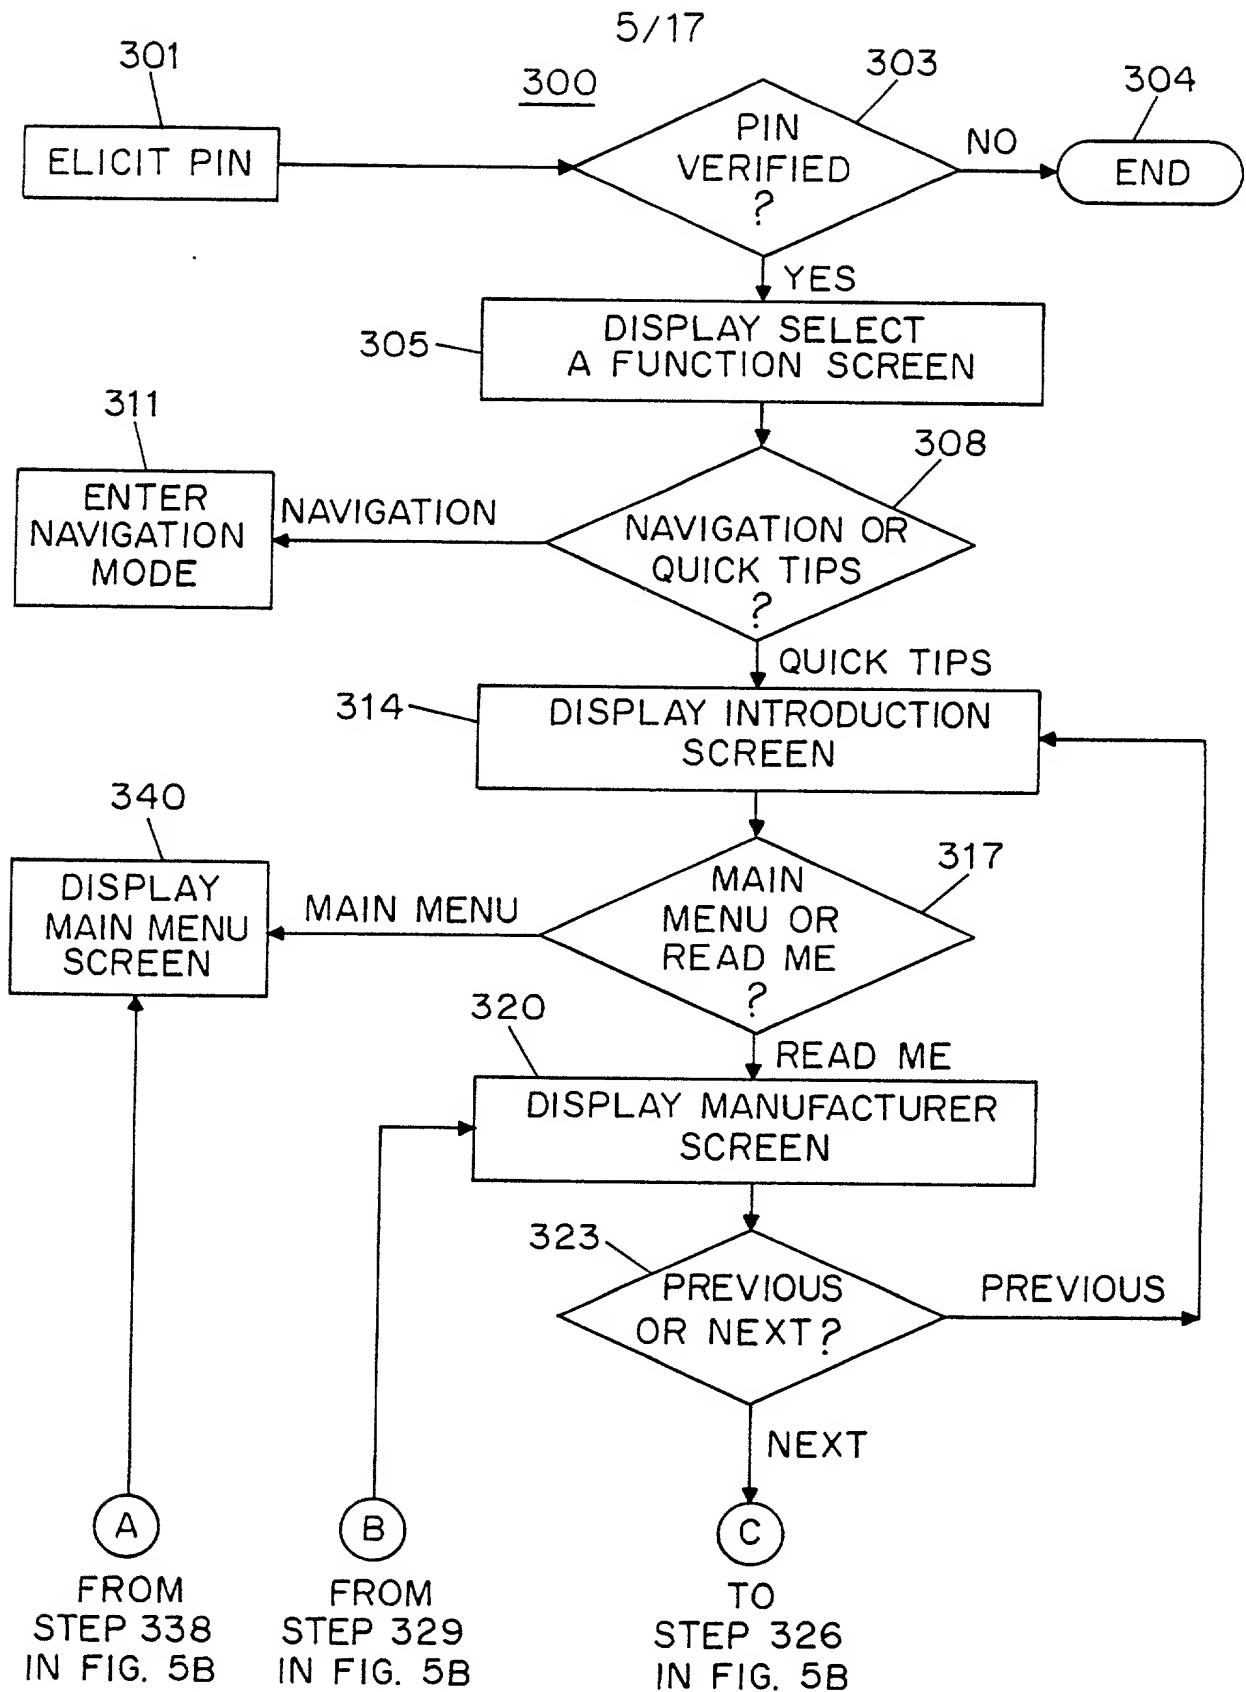 5/17
301
300
303
304
ELICIT PIN
PIN
VERIFIED
?
NO
END
YES
305
DISPLAY SELECT
A FUNCTION SCREEN
311
308
ENTER
NAVIGATION
MODE
NAVIGATION
NAVIGATION OR
QUICK TIPS
?
QUICK TIPS
314
DISPLAY INTRODUCTION
SCREEN
340
317
DISPLAY
MAIN MENU
SCREEN
MAIN MENU
MAIN
MENU OR
READ ME
?
320
READ ME
DISPLAY MANUFACTURER
SCREEN
323
PREVIOUS
OR NEXT?
PREVIOUS
NEXT
A
FROM
STEP 338
IN FIG. 5B
B
FROM
STEP 329
IN FIG. 5B
C
TO
STEP 326
IN FIG. 5B